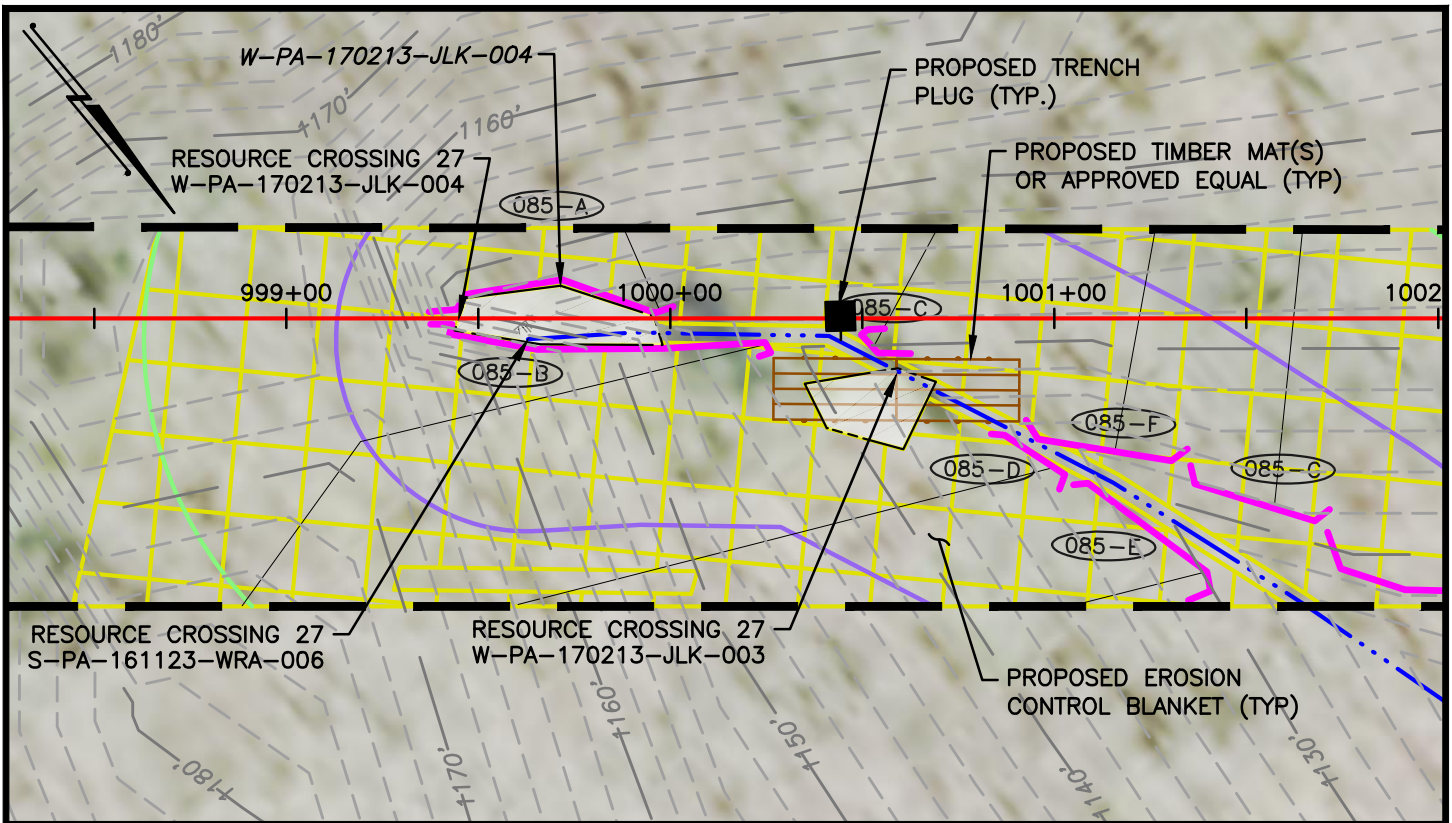 1180'
W-PA-170213-JLK-004
PROPOSED TRENCH
PLUG (TYP.)
1170'
1160'
RESOURCE CROSSING 27
W-PA-170213-JLK-004
PROPOSED TIMBER MAT(S)
OR APPROVED EQUAL (TYP)
085-A
999+00
1000+00
1001+00
1002
085-C
085-B
085-F
085-D
085-G
085-E
RESOURCE CROSSING 27
S-PA-161123-WRA-006
RESOURCE CROSSING 27
W-PA-170213-JLK-003
PROPOSED EROSION
CONTROL BLANKET (TYP)
1180'
1170'
1160'
1150'
1140'
1130'